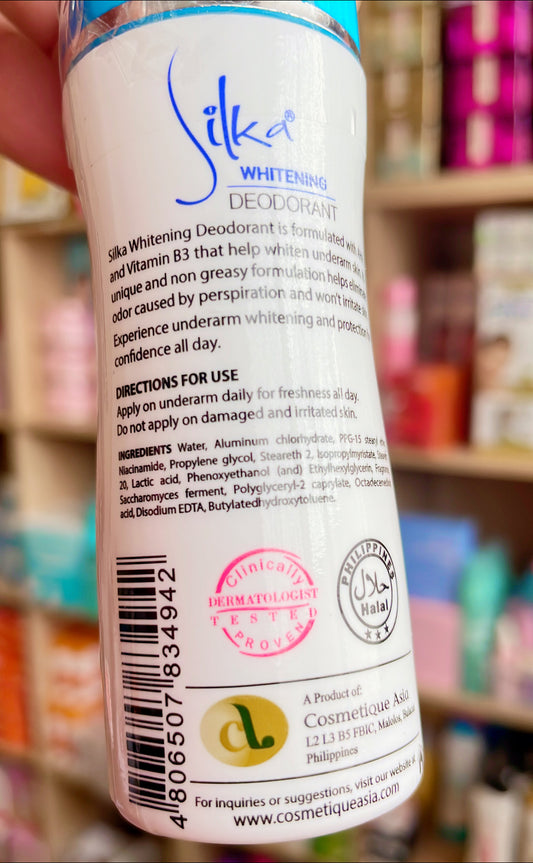 Silka®
WHITENING
DEODORANT
Silka Whitening Deodorant is formulated with
and Vitamin B3 that help whiten underarm skin
unique and non greasy formulation helps
odor caused by perspiration and won't irritate
Experience underarm whitening and protection
confidence all day.
DIRECTIONS FOR USE
Apply on underarm daily for freshness all day.
Do not apply on damaged and irritated skin.
INGREDIENTS Water, Aluminum chlorhydrate, PPG-15 stearyl
Niacinamide, Propylene glycol, Steareth 2, Isopropylmyristate,
20, Lactic acid, Phenoxyethanol (and) Ethylhexylglycerin,
Saccharomyces ferment, Polyglyceryl-2 caprylate,
acid, Disodium EDTA, Butylatedhydroxytoluene.
4 806507 834942
Clinically
DERMATOLOGIST
TESTED
PROVEN
PHILIPPINES
حلال
Halal
A Product of:
Cosmetique Asia
L2 L3 B5 FBIC, Malolos,
Philippines
For inquiries or suggestions, visit our website
www.cosmetiqueasia.com